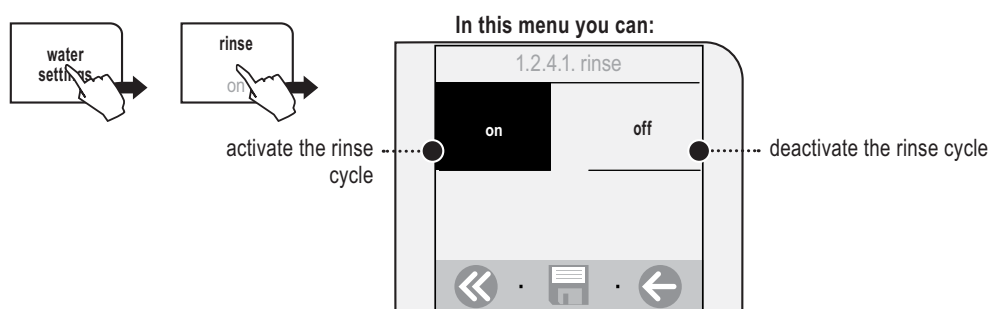 In this menu you can:
water
settings
rinse
on
1.2.4.1. rinse
on
off
activate the rinse
cycle
deactivate the rinse cycle